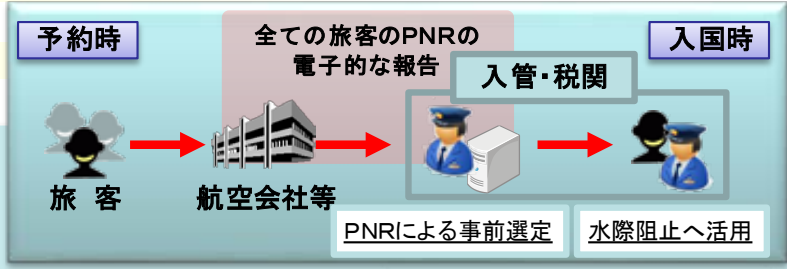 予約時
全ての旅客のPNRの
電子的な報告
入国時
入管・税関
旅 客
航空会社等
PNRによる事前選定
水際阻止へ活用